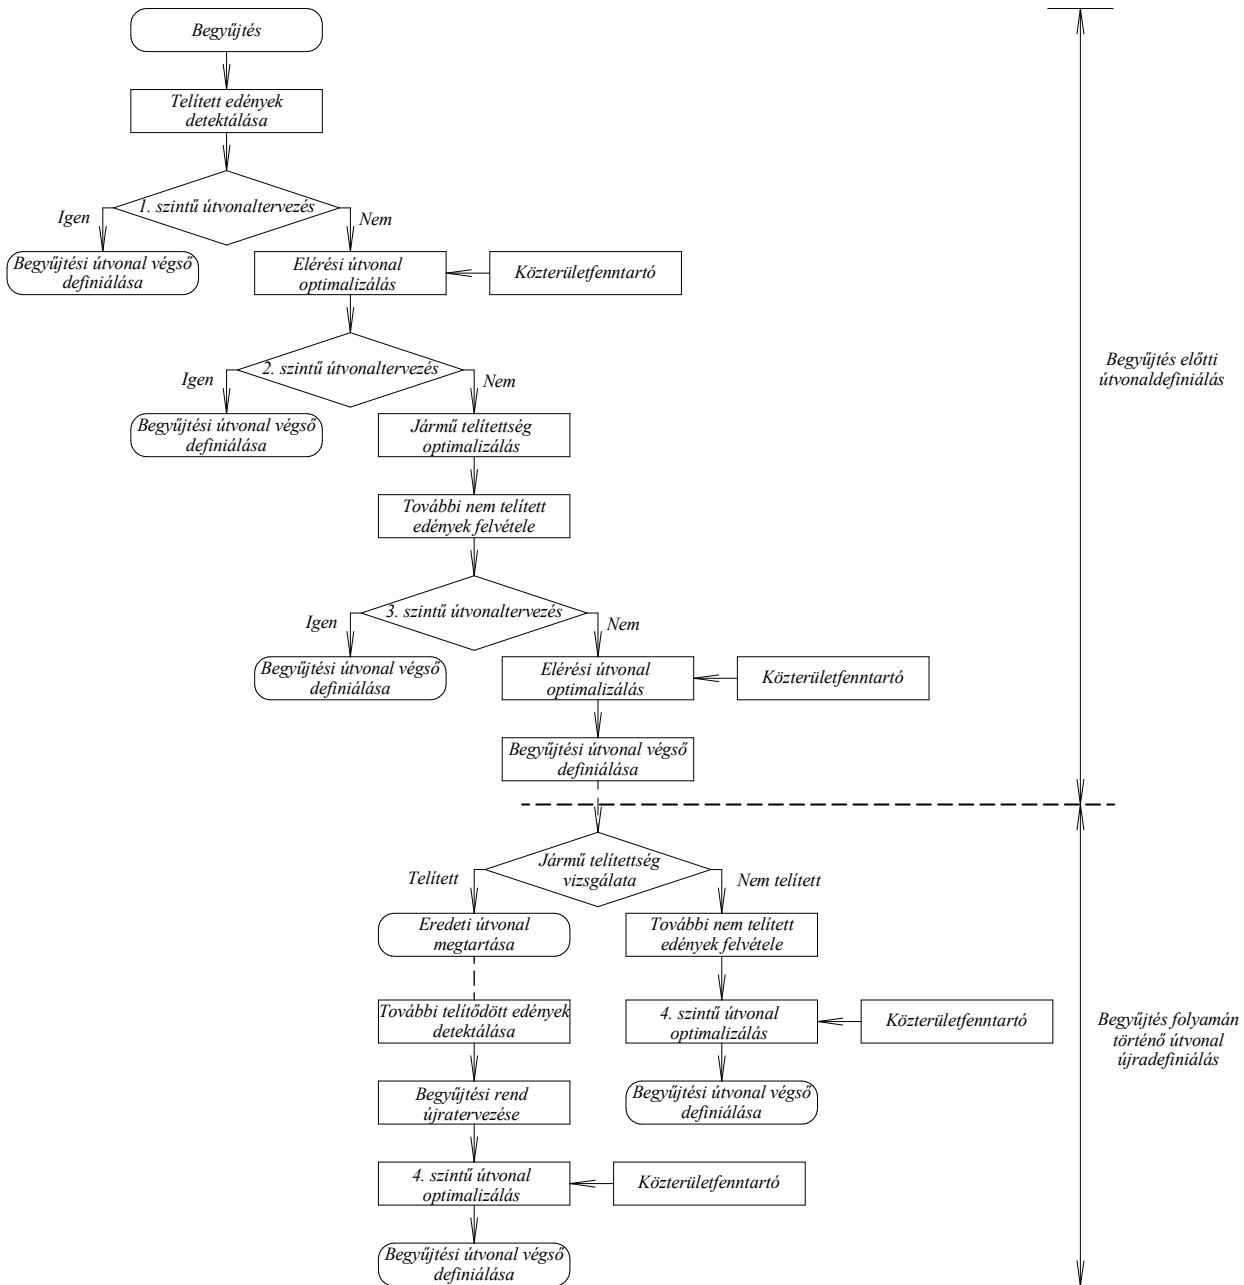 Begyűjtés
Telített edények
detektálása
1. szintű útvonaltervezés
Igen
Nem
Begyűjtési útvonal végső
definiálása
Elérési útvonal
optimalizálás
Közterületfenntartó
2. szintű útvonaltervezés
Igen
Nem
Begyűjtési útvonal végső
definiálása
Jármű telítettség
optimalizálás
Begyűjtés előtti
útvonaldefiniálás
További nem telített
edények felvétele
3. szintű útvonaltervezés
Igen
Nem
Begyűjtési útvonal végső
definiálása
Elérési útvonal
optimalizálás
Közterületfenntartó
Begyűjtési útvonal végső
definiálása
Jármű telítettség
vizsgálata
Telített
Nem telített
Eredeti útvonal
megtartása
További nem telített
edények felvétele
További telítődött edények
detektálása
4. szintű útvonal
optimalizálás
Közterületfenntartó
Begyűjtés folyamán
történő útvonal
újradefiniálás
Begyűjtési rend
újratervezése
Begyűjtési útvonal végső
definiálása
4. szintű útvonal
optimalizálás
Közterületfenntartó
Begyűjtési útvonal végső
definiálása